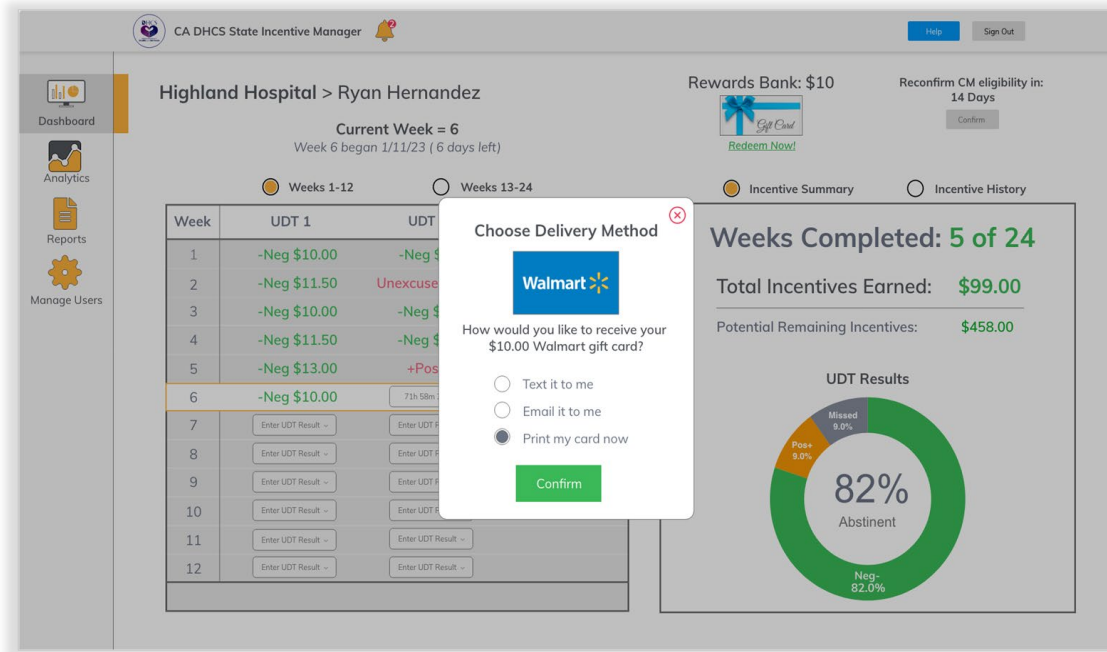 CA DHCS State Incentive Manager
2
Help
Sign Out
Dashboard
Analytics
Reports
Manage Users
Highland Hospital > Ryan Hernandez
Current Week = 6
Week 6 began 1/11/23 ( 6 days left)
Rewards Bank: $10
Gift Card
Redeem Now!
Reconfirm CM eligibility in:
14 Days
Confirm
Weeks 1-12
Weeks 13-24
Incentive Summary
Incentive History
Week UDT 1 UDT
1 -Neg $10.00 -Neg $
2 -Neg $11.50 Unexcuse
3 -Neg $10.00 -Neg $
4 -Neg $11.50 -Neg $
5 -Neg $13.00 +Pos
6 -Neg $10.00 71h 58m
7 Enter UDT Result Enter UDT
8 Enter UDT Result Enter UDT
9 Enter UDT Result Enter UDT
10 Enter UDT Result Enter UDT
11 Enter UDT Result Enter UDT Result
12 Enter UDT Result Enter UDT Result
Choose Delivery Method
Walmart
How would you like to receive your
$10.00 Walmart gift card?
Text it to me
Email it to me
Print my card now
Confirm
Weeks Completed: 5 of 24
Total Incentives Earned: $99.00
Potential Remaining Incentives: $458.00
UDT Results
Missed
9.0%
Pos+
9.0%
82%
Abstinent
Neg-
82.0%